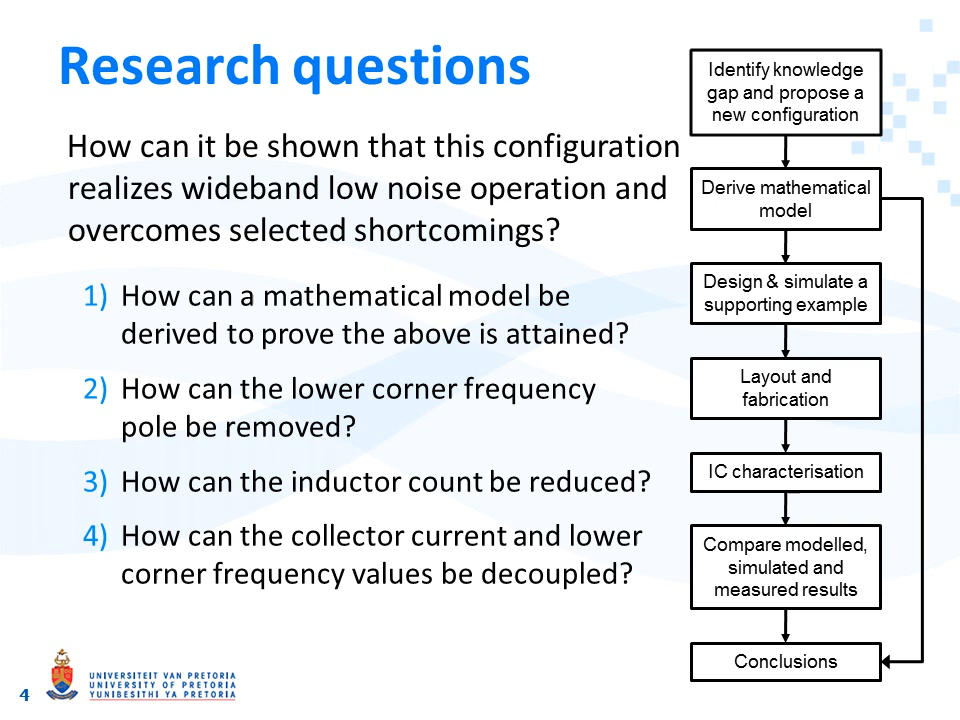 Research questions
How can it be shown that this configuration
realizes wideband low noise operation and
overcomes selected shortcomings?
1) How can a mathematical model be
derived to prove the above is attained?
2) How can the lower corner frequency
pole be removed?
3) How can the inductor count be reduced?
4) How can the collector current and lower
corner frequency values be decoupled?
Identify knowledge
gap and propose a
new configuration
Derive mathematical
model
Design & simulate a
supporting example
Layout and
fabrication
IC characterisation
Compare modelled,
simulated and
measured results
Conclusions
4
UNIVERSITEIT VAN PRETORIA
UNIVERSITY OF PRETORIA
YUNIBESITHI YA PRETORIA